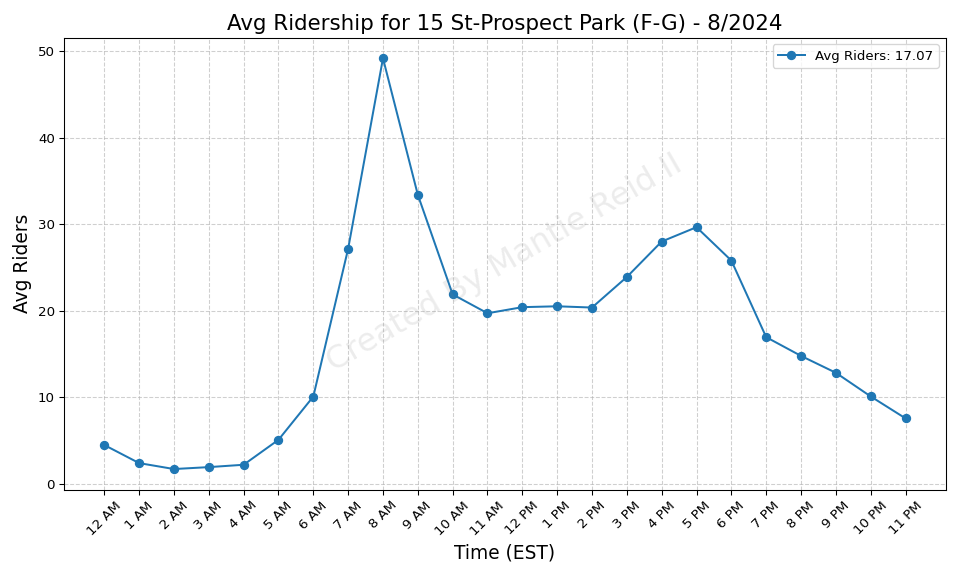 Avg Ridership for 15 St-Prospect Park (F-G) - 8/2024
Avg Riders: 17.07
50
40
30
20
10
0
Avg Riders
Created By Mantie Reid II
12 AM
1 AM
2 AM
3 AM
4 AM
5 AM
6 AM
7 AM
8 AM
9 AM
10 AM
11 AM
12 PM
1 PM
2 PM
3 PM
4 PM
5 PM
6 PM
7 PM
8 PM
9 PM
10 PM
11 PM
Time (EST)